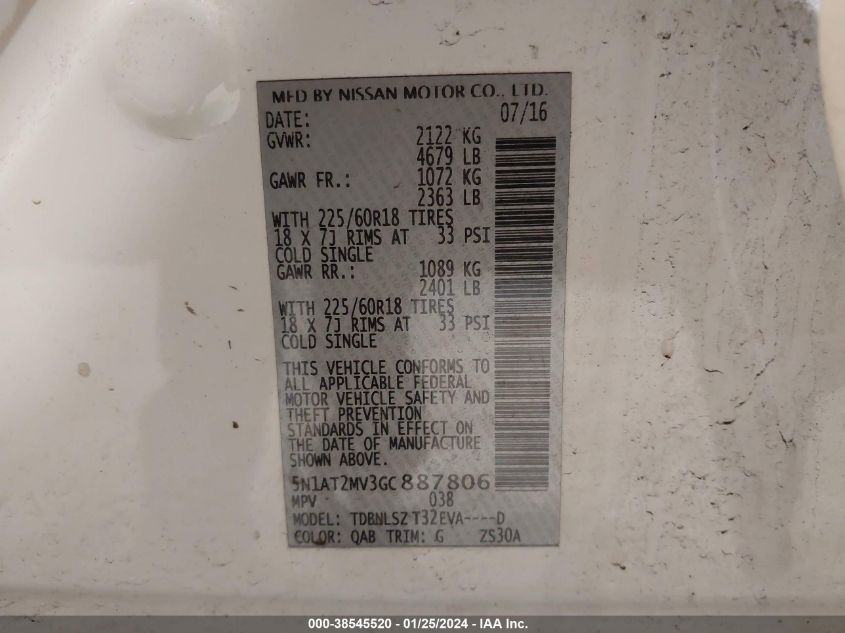 MFD BY NISSAN MOTOR CO., LTD.
DATE: 07/16
GVWR: 2122 KG
4679 LB
GAWR FR.: 1072 KG
2363 LB
WITH 225/60R18 TIRES
18 X 7J RIMS AT 33 PSI
COLD SINGLE
GAWR RR.: 1089 KG
2401 LB
WITH 225/60R18 TIRES
18 X 7J RIMS AT 33 PSI
COLD SINGLE
THIS VEHICLE CONFORMS TO
ALL APPLICABLE FEDERAL
MOTOR VEHICLE SAFETY AND
THEFT PREVENTION
STANDARDS IN EFFECT ON
THE DATE OF MANUFACTURE
SHOWN ABOVE.
5N1AT2MV3GC887806
MPV 038
MODEL: TDBNLSZ T32EVA----D
COLOR: QAB TRIM: G ZS30A
000-38545520 - 01/25/2024 - IAA Inc.